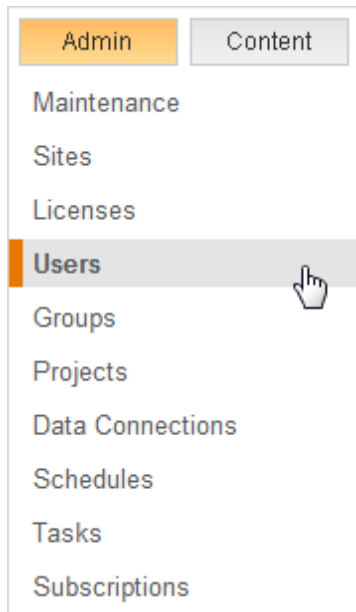 Admin Content
Maintenance
Sites
Licenses
Users
Groups
Projects
Data Connections
Schedules
Tasks
Subscriptions